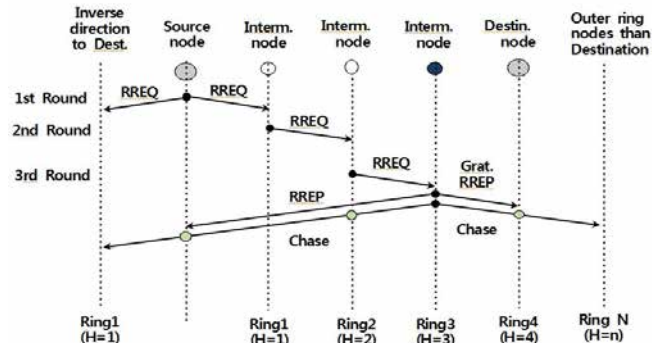 Inverse
direction
to Dest.
Source
node
Interm.
node
Interm.
node
Interm.
node
Destin.
node
Outer ring
nodes than
Destination
1st Round
RREQ
RREQ
2nd Round
RREQ
3rd Round
RREQ
Grat.
RREP
RREP
Chase
Chase
Ring1
(H=1)
Ring1
(H=1)
Ring2
(H=2)
Ring3
(H=3)
Ring4
(H=4)
Ring N
(H=n)